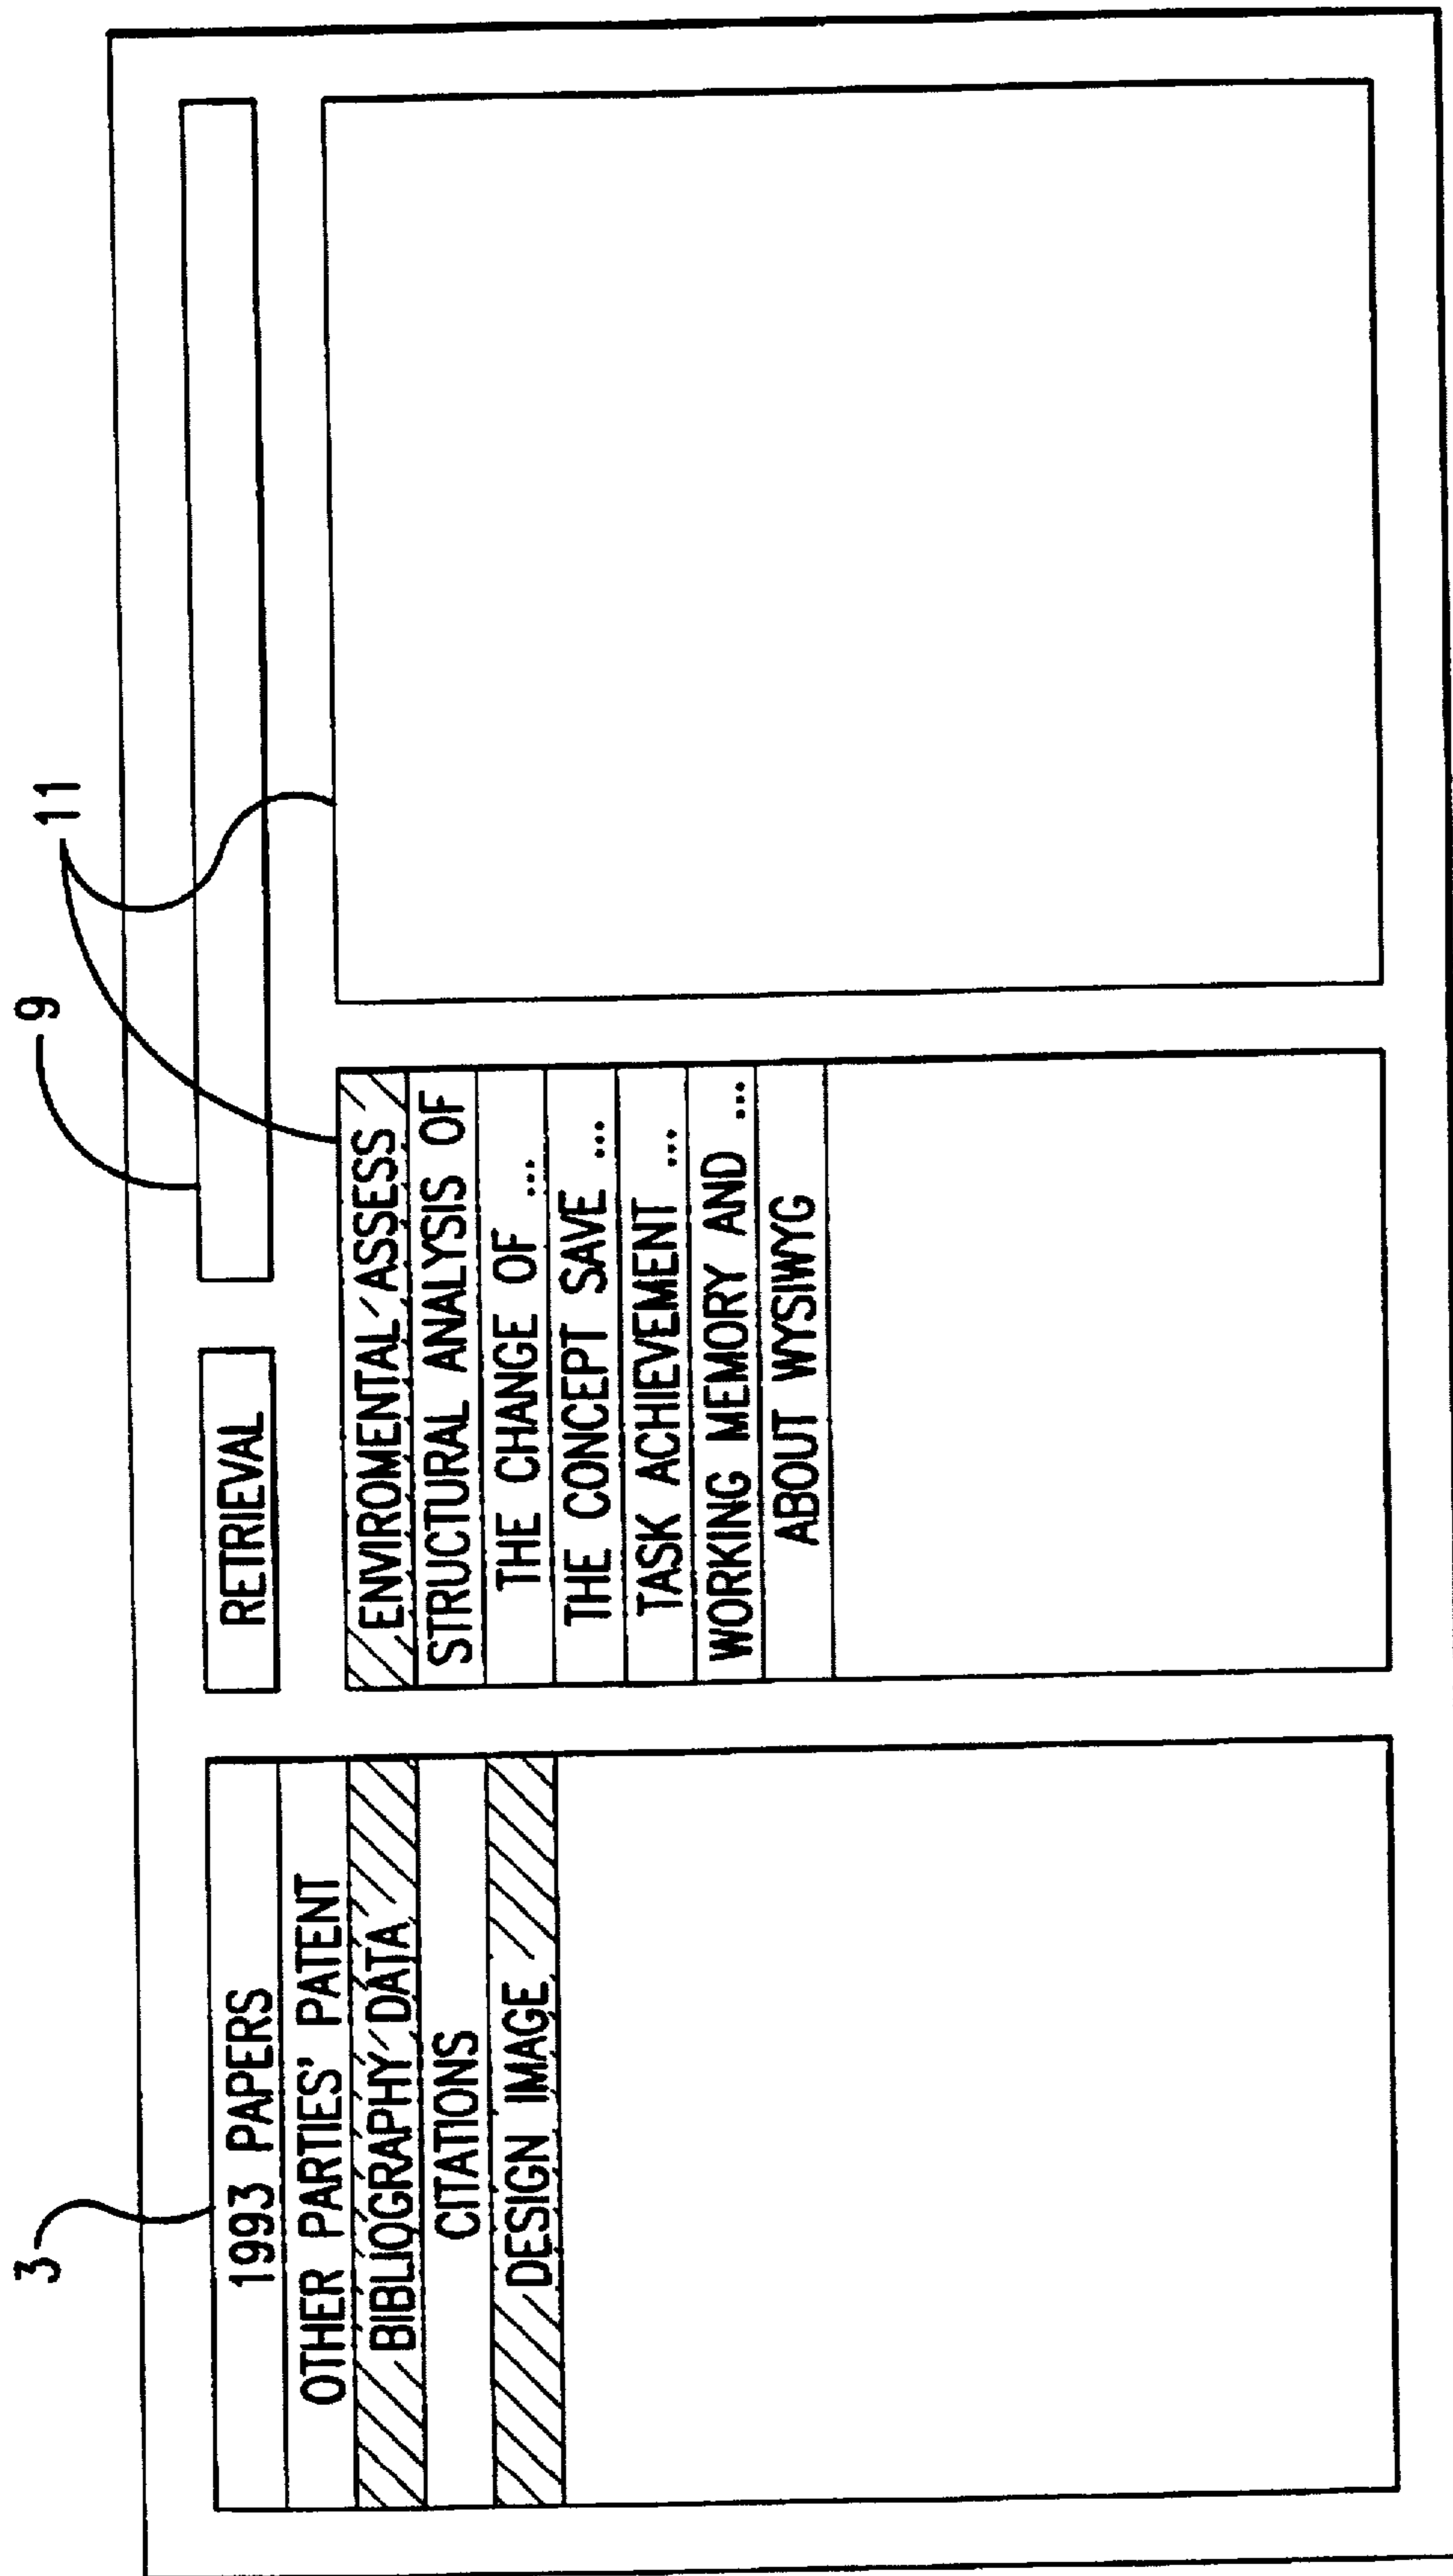 3
9
11
1993 PAPERS
OTHER PARTIES' PATENT
BIBLIOGRAPHY DATA
CITATIONS
DESIGN IMAGE
RETRIEVAL
ENVIROMENTAL ASSESS
STRUCTURAL ANALYSIS OF
THE CHANGE OF ...
THE CONCEPT SAVE ...
TASK ACHIEVEMENT ...
WORKING MEMORY AND ...
ABOUT WYSIWYG